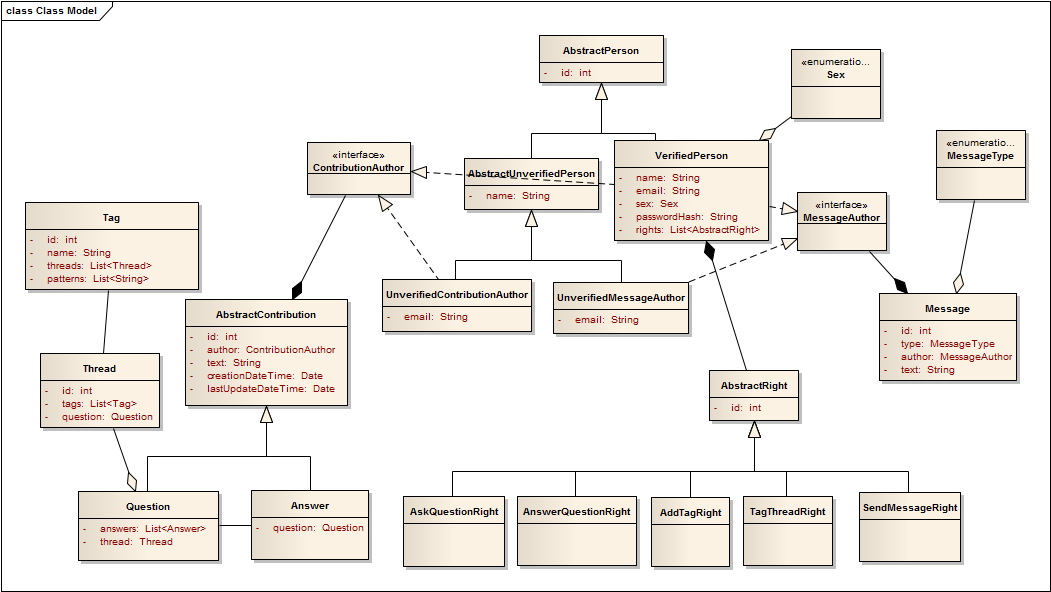 class Class Model
AbstractPerson
- id: int
«enumeratio...
Sex
«enumeratio...
MessageType
«interface»
ContributionAuthor
AbstractUnverifiedPerson
- name: String
VerifiedPerson
- name: String
- email: String
- sex: Sex
- passwordHash: String
- rights: List<AbstractRight>
«interface»
MessageAuthor
Tag
- id: int
- name: String
- threads: List<Thread>
- patterns: List<String>
UnverifiedContributionAuthor
- email: String
UnverifiedMessageAuthor
- email: String
Message
- id: int
- type: MessageType
- author: MessageAuthor
- text: String
AbstractContribution
- id: int
- author: ContributionAuthor
- text: String
- creationDateTime: Date
- lastUpdateDateTime: Date
Thread
- id: int
- tags: List<Tag>
- question: Question
AbstractRight
- id: int
Question
- answers: List<Answer>
- thread: Thread
Answer
- question: Question
AskQuestionRight
AnswerQuestionRight
AddTagRight
TagThreadRight
SendMessageRight